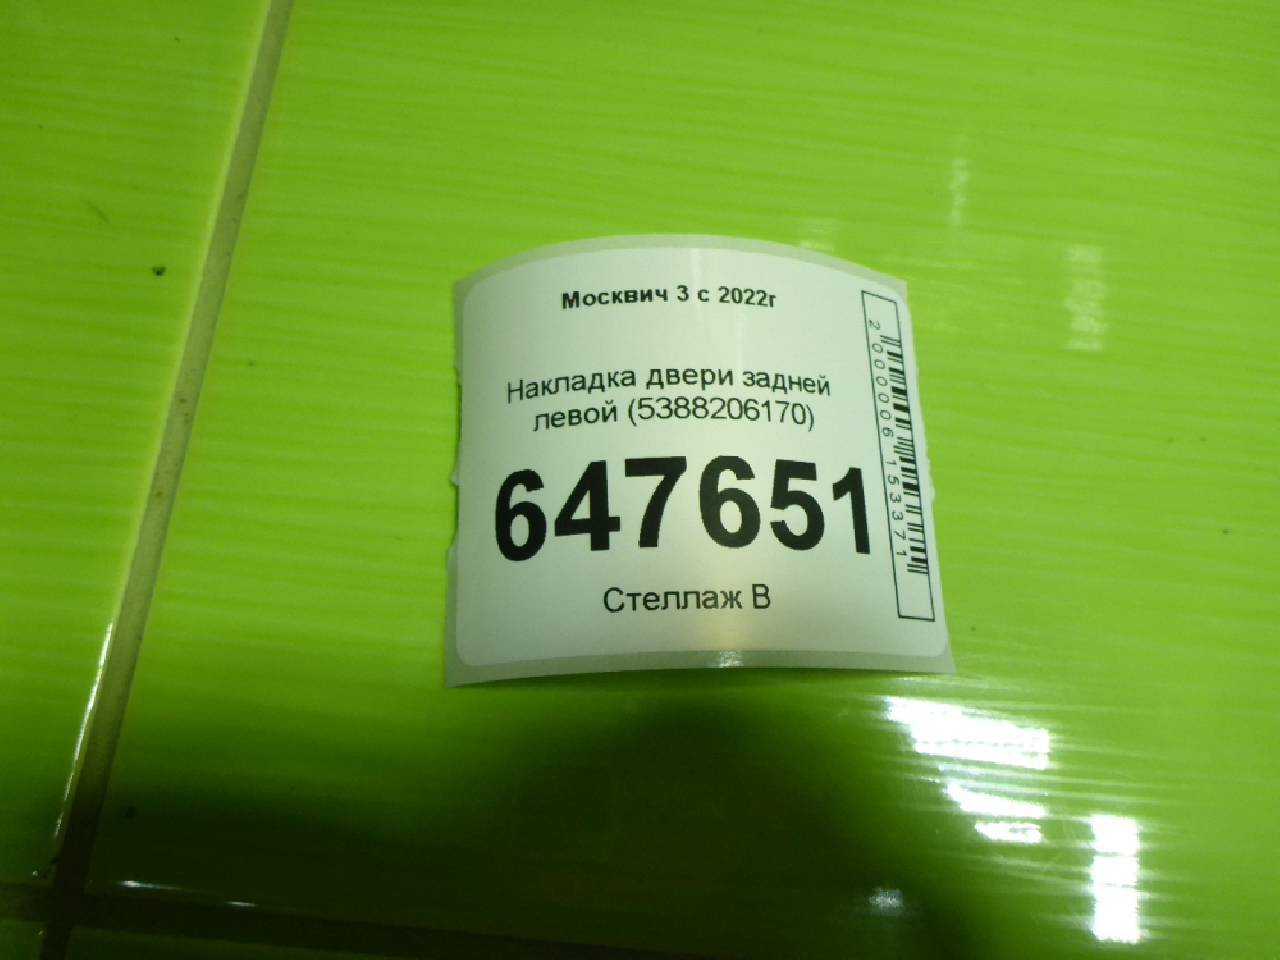 Москвич 3 с 2022г
Накладка двери задней
левой (5388206170)
647651
Стеллаж В
2000006153371